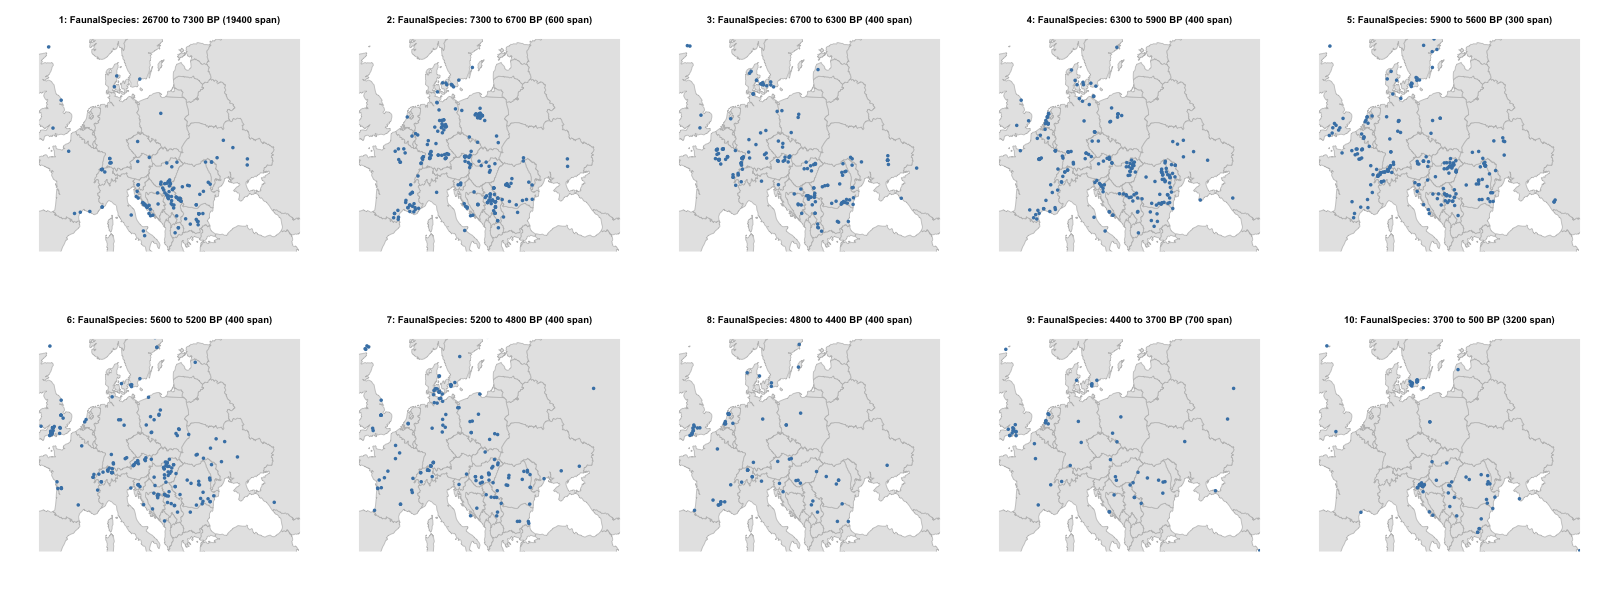 1: FaunalSpecies: 26700 to 7300 BP (19400 span)
2: FaunalSpecies: 7300 to 6700 BP (600 span)
3: FaunalSpecies: 6700 to 6300 BP (400 span)
4: FaunalSpecies: 6300 to 5900 BP (400 span)
5: FaunalSpecies: 5900 to 5600 BP (300 span)
6: FaunalSpecies: 5600 to 5200 BP (400 span)
7: FaunalSpecies: 5200 to 4800 BP (400 span)
8: FaunalSpecies: 4800 to 4400 BP (400 span)
9: FaunalSpecies: 4400 to 3700 BP (700 span)
10: FaunalSpecies: 3700 to 500 BP (3200 span)